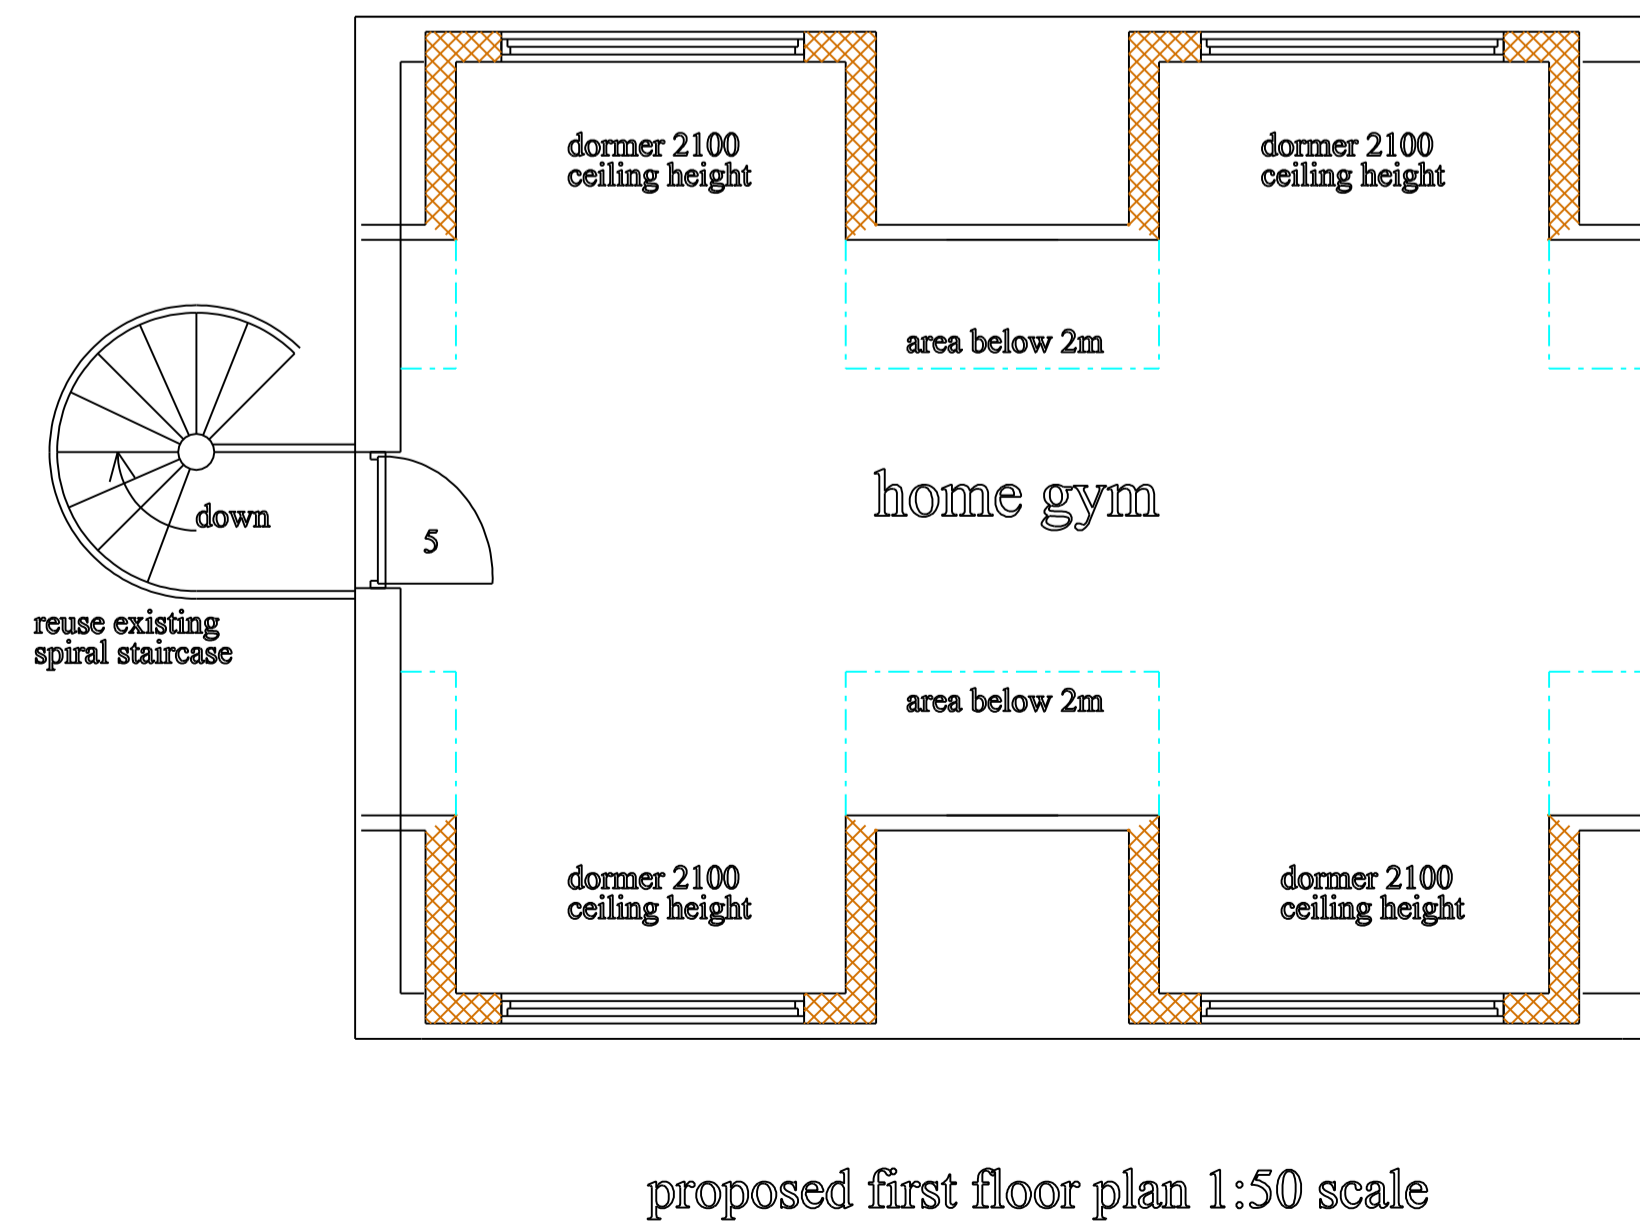 dormer 2100
ceiling height
dormer 2100
ceiling height
area below 2m
home gym
down
5
reuse existing
spiral staircase
area below 2m
dormer 2100
ceiling height
dormer 2100
ceiling height
proposed first floor plan 1:50 scale